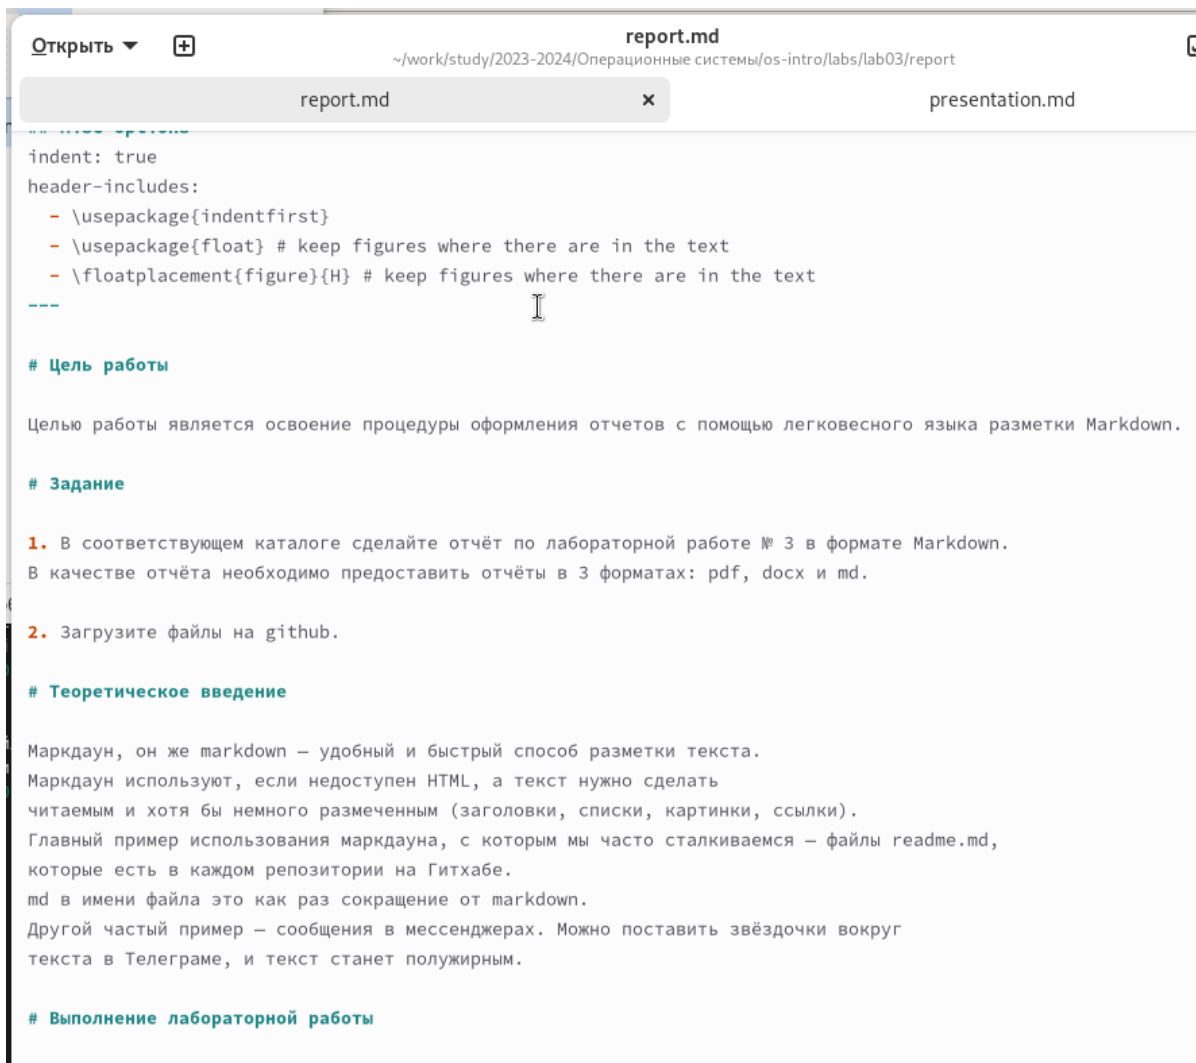 Открыть
report.md
~/work/study/2023-2024/Операционные системы/os-intro/labs/lab03/report
report.md
presentation.md
## Misc options
indent: true
header-includes:
- \usepackage{indentfirst}
- \usepackage{float} # keep figures where there are in the text
- \floatplacement{figure}{H} # keep figures where there are in the text
---
# Цель работы
Целью работы является освоение процедуры оформления отчетов с помощью легковесного языка разметки Markdown.
# Задание
1. В соответствующем каталоге сделайте отчёт по лабораторной работе № 3 в формате Markdown.
В качестве отчёта необходимо предоставить отчёты в 3 форматах: pdf, docx и md.
2. Загрузите файлы на github.
# Теоретическое введение
Маркдаун, он же markdown — удобный и быстрый способ разметки текста.
Маркдаун используют, если недоступен HTML, а текст нужно сделать
читаемым и хотя бы немного размеченным (заголовки, списки, картинки, ссылки).
Главный пример использования маркдауна, с которым мы часто сталкиваемся — файлы readme.md,
которые есть в каждом репозитории на Гитхабе.
md в имени файла это как раз сокращение от markdown.
Другой частый пример — сообщения в мессенджерах. Можно поставить звёздочки вокруг
текста в Телеграме, и текст станет полужирным.
# Выполнение лабораторной работы